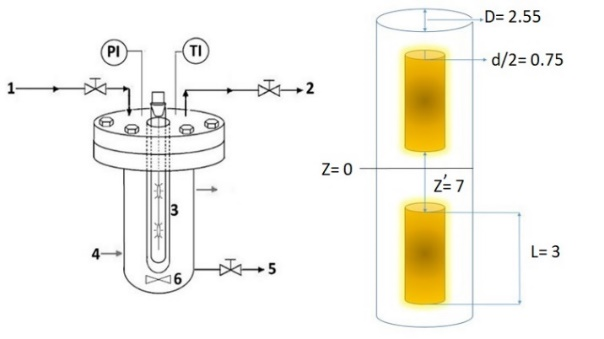 PI
TI
1
2
3
4
5
6
D= 2.55
d/2= 0.75
Z= 0
Z'= 7
L= 3